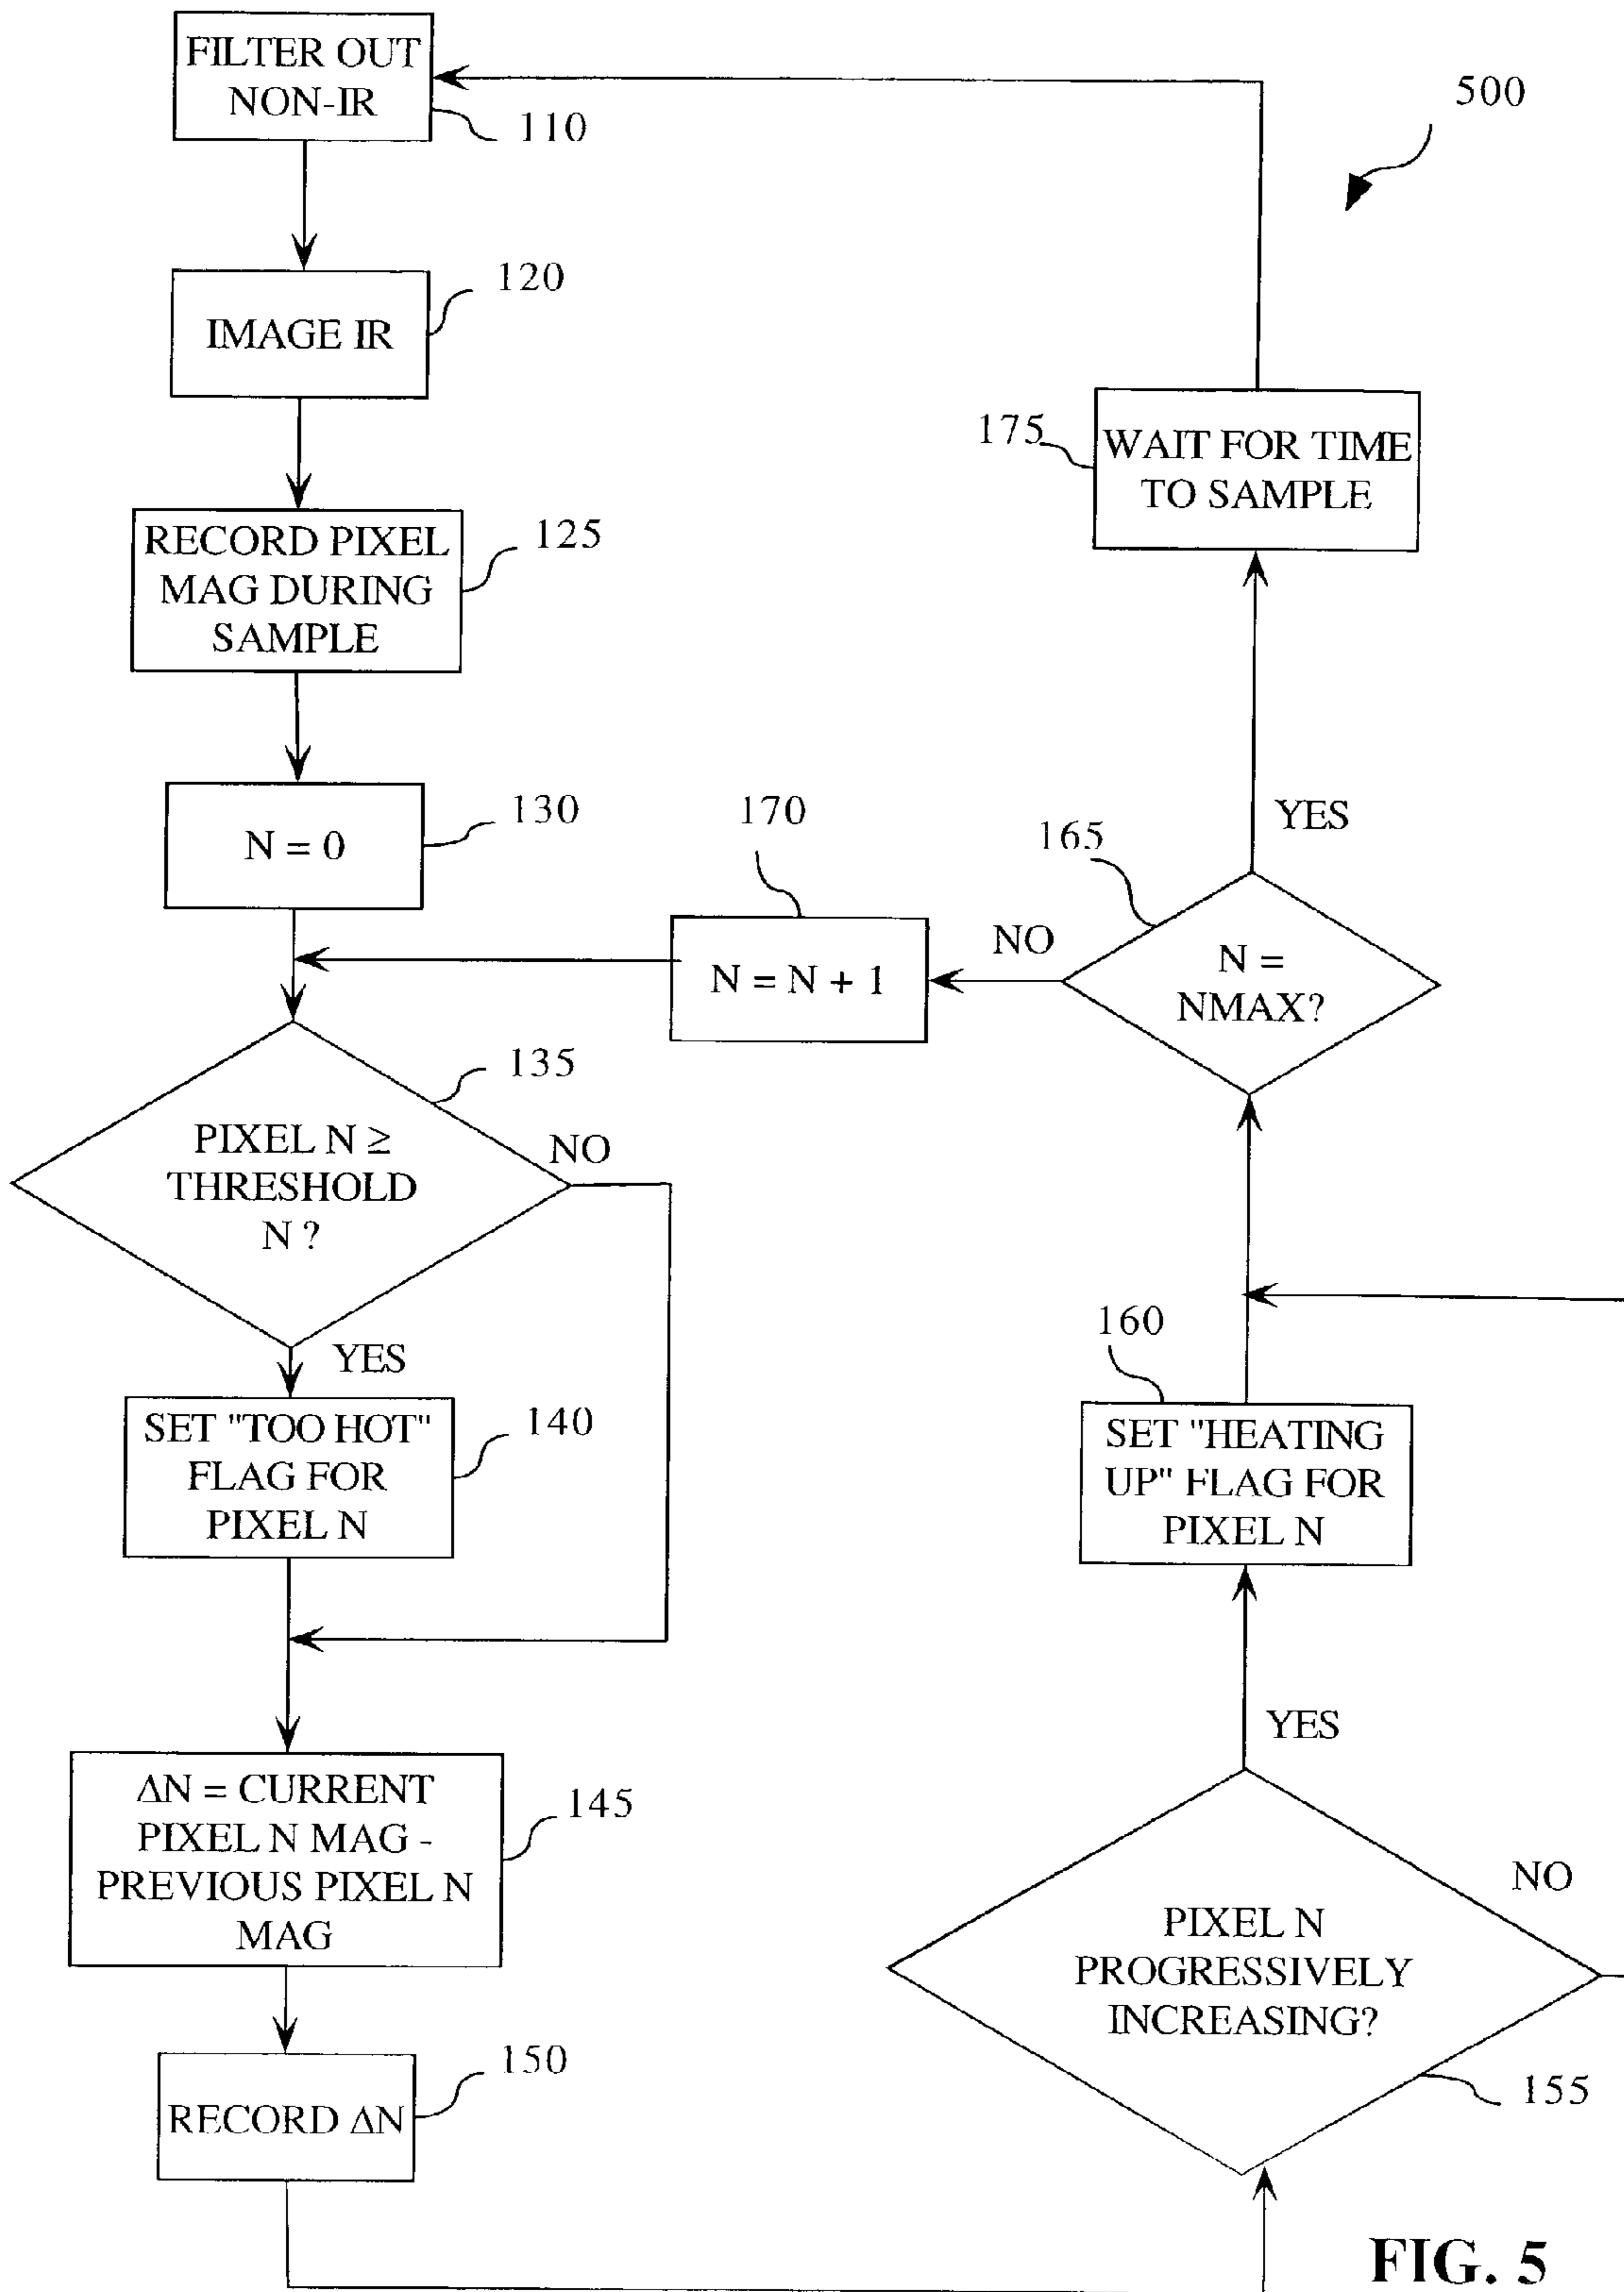 FILTER OUT
NON-IR
110
500
IMAGE IR
120
RECORD PIXEL
MAG DURING
SAMPLE
125
N = 0
130
PIXEL N ≥
THRESHOLD
N ?
135
NO
YES
SET "TOO HOT"
FLAG FOR
PIXEL N
140
ΔN = CURRENT
PIXEL N MAG -
PREVIOUS PIXEL N
MAG
145
RECORD ΔN
150
PIXEL N
PROGRESSIVELY
INCREASING?
155
NO
YES
SET "HEATING
UP" FLAG FOR
PIXEL N
160
N =
NMAX?
165
NO
YES
N = N + 1
170
WAIT FOR TIME
TO SAMPLE
175
FIG. 5